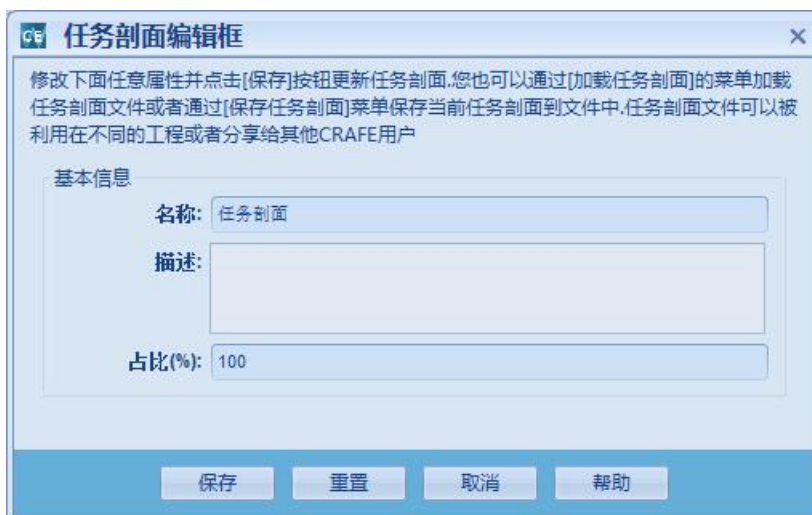 CE 任务剖面编辑框
修改下面任意属性并点击[保存]按钮更新任务剖面.您也可以通过[加载任务剖面]的菜单加载
任务剖面文件或者通过[保存任务剖面]菜单保存当前任务剖面到文件中.任务剖面文件可以被
利用在不同的工程或者分享给其他CRAFE用户
基本信息
名称: 任务剖面
描述:
占比(%): 100
保存 重置 取消 帮助